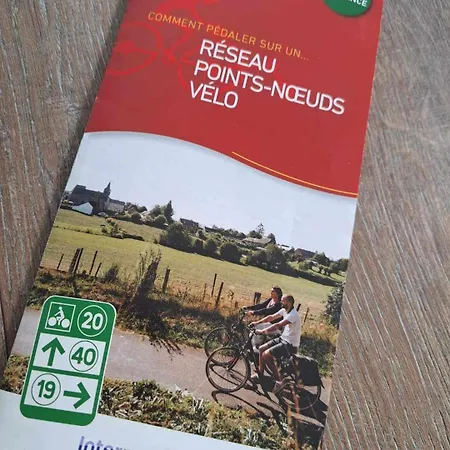 COMMENT PÉDALER SUR UN...
RÉSEAU
POINTS-NŒUDS
VÉLO
20
40
19